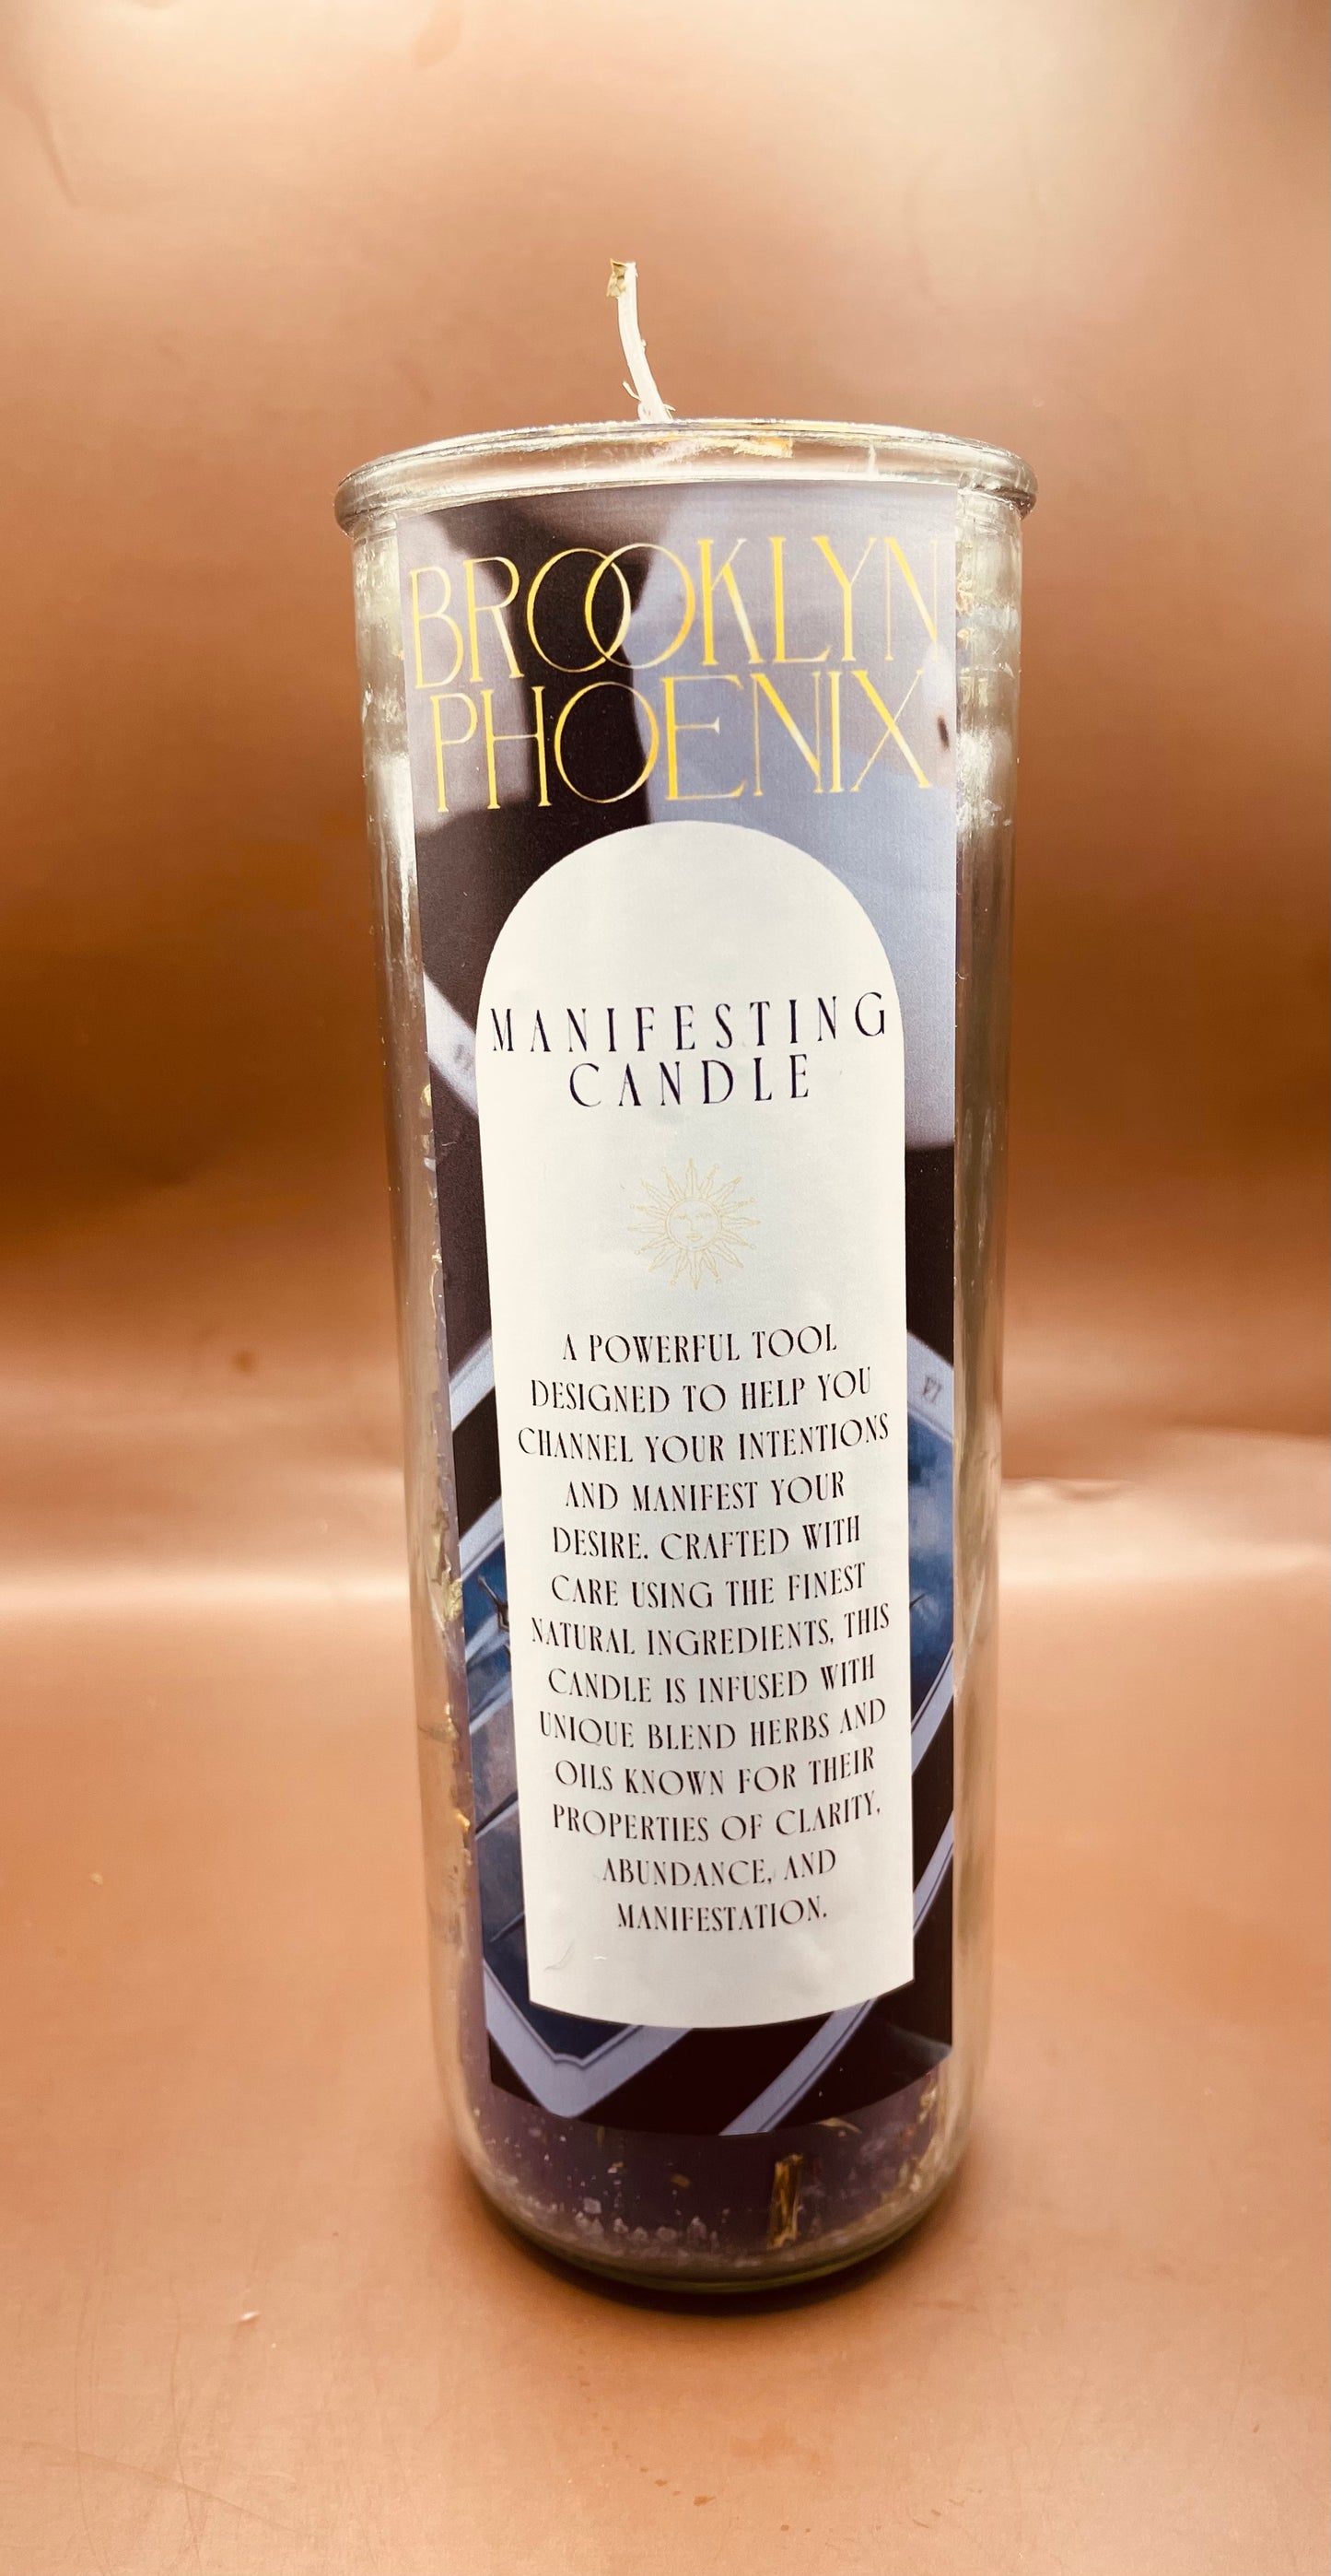 BROOKLYN
PHOENIX
MANIFESTING
CANDLE
A POWERFUL TOOL
DESIGNED TO HELP YOU
CHANNEL YOUR INTENTIONS
AND MANIFEST YOUR
DESIRE. CRAFTED WITH
CARE USING THE FINEST
NATURAL INGREDIENTS, THIS
CANDLE IS INFUSED WITH
UNIQUE BLEND HERBS AND
OILS KNOWN FOR THEIR
PROPERTIES OF CLARITY,
ABUNDANCE, AND
MANIFESTATION.